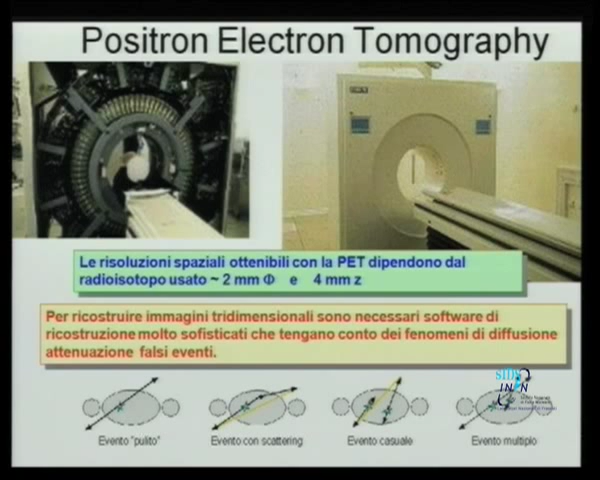 Positron Electron Tomography
Le risoluzioni spaziali ottenibili con la PET dipendono dal
radioisotopo usato ~ 2 mm Φ e 4 mm z
Per ricostruire immagini tridimensionali sono necessari software di
ricostruzione molto sofisticati che tengano conto dei fenomeni di diffusione
attenuazione falsi eventi.
Evento "pulito"
Evento con scattering
Evento casuale
Evento multiplo